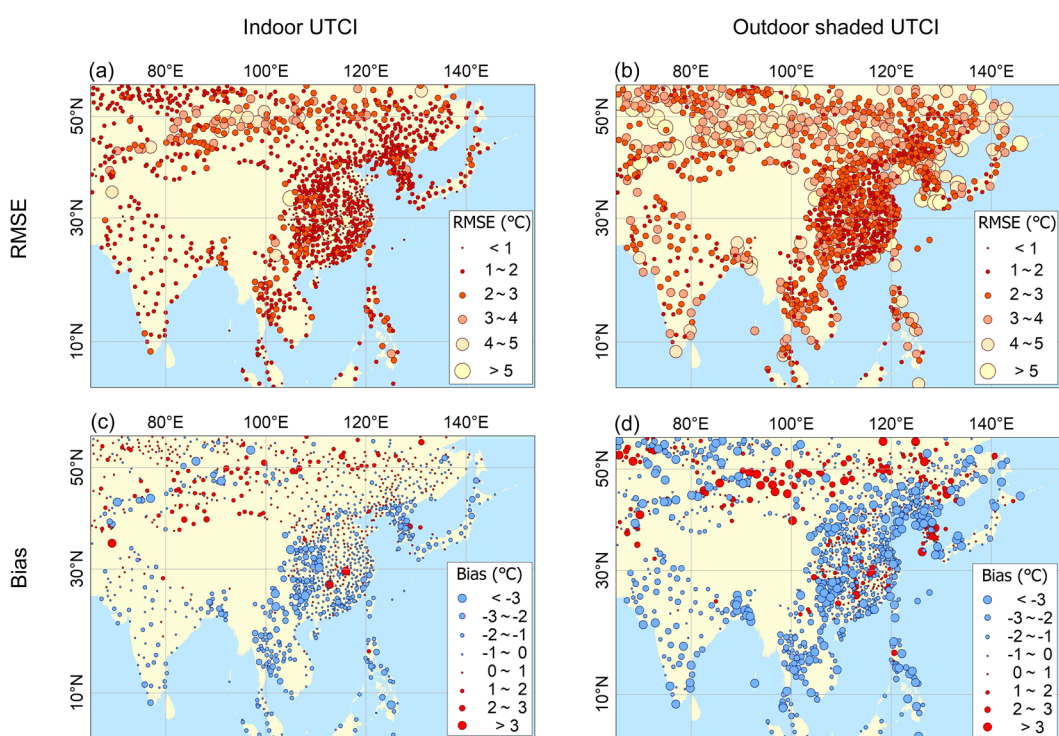 Indoor UTCI
Outdoor shaded UTCI
RMSE
(a)
80°E 100°E 120°E 140°E
50°N
30°N
10°N
RMSE (°C)
< 1
1 ~ 2
2 ~ 3
3 ~ 4
4 ~ 5
> 5
(b)
80°E 100°E 120°E 140°E
50°N
30°N
10°N
RMSE (°C)
< 1
1 ~ 2
2 ~ 3
3 ~ 4
4 ~ 5
> 5
Bias
(c)
80°E 100°E 120°E 140°E
50°N
30°N
10°N
Bias (°C)
< -3
-3 ~ -2
-2 ~ -1
-1 ~ 0
0 ~ 1
1 ~ 2
2 ~ 3
> 3
(d)
80°E 100°E 120°E 140°E
50°N
30°N
10°N
Bias (°C)
< -3
-3 ~ -2
-2 ~ -1
-1 ~ 0
0 ~ 1
1 ~ 2
2 ~ 3
> 3